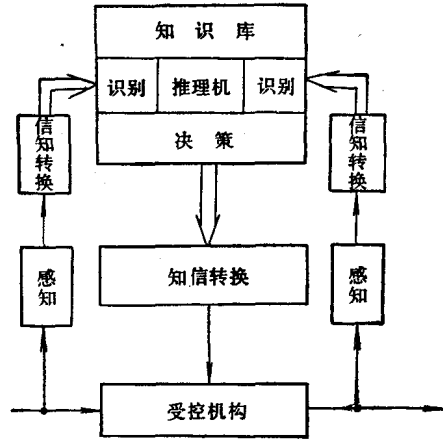 知识库
识别 推理机 识别
决策
信知转换 信知转换
知信转换
感知 感知
受控机构